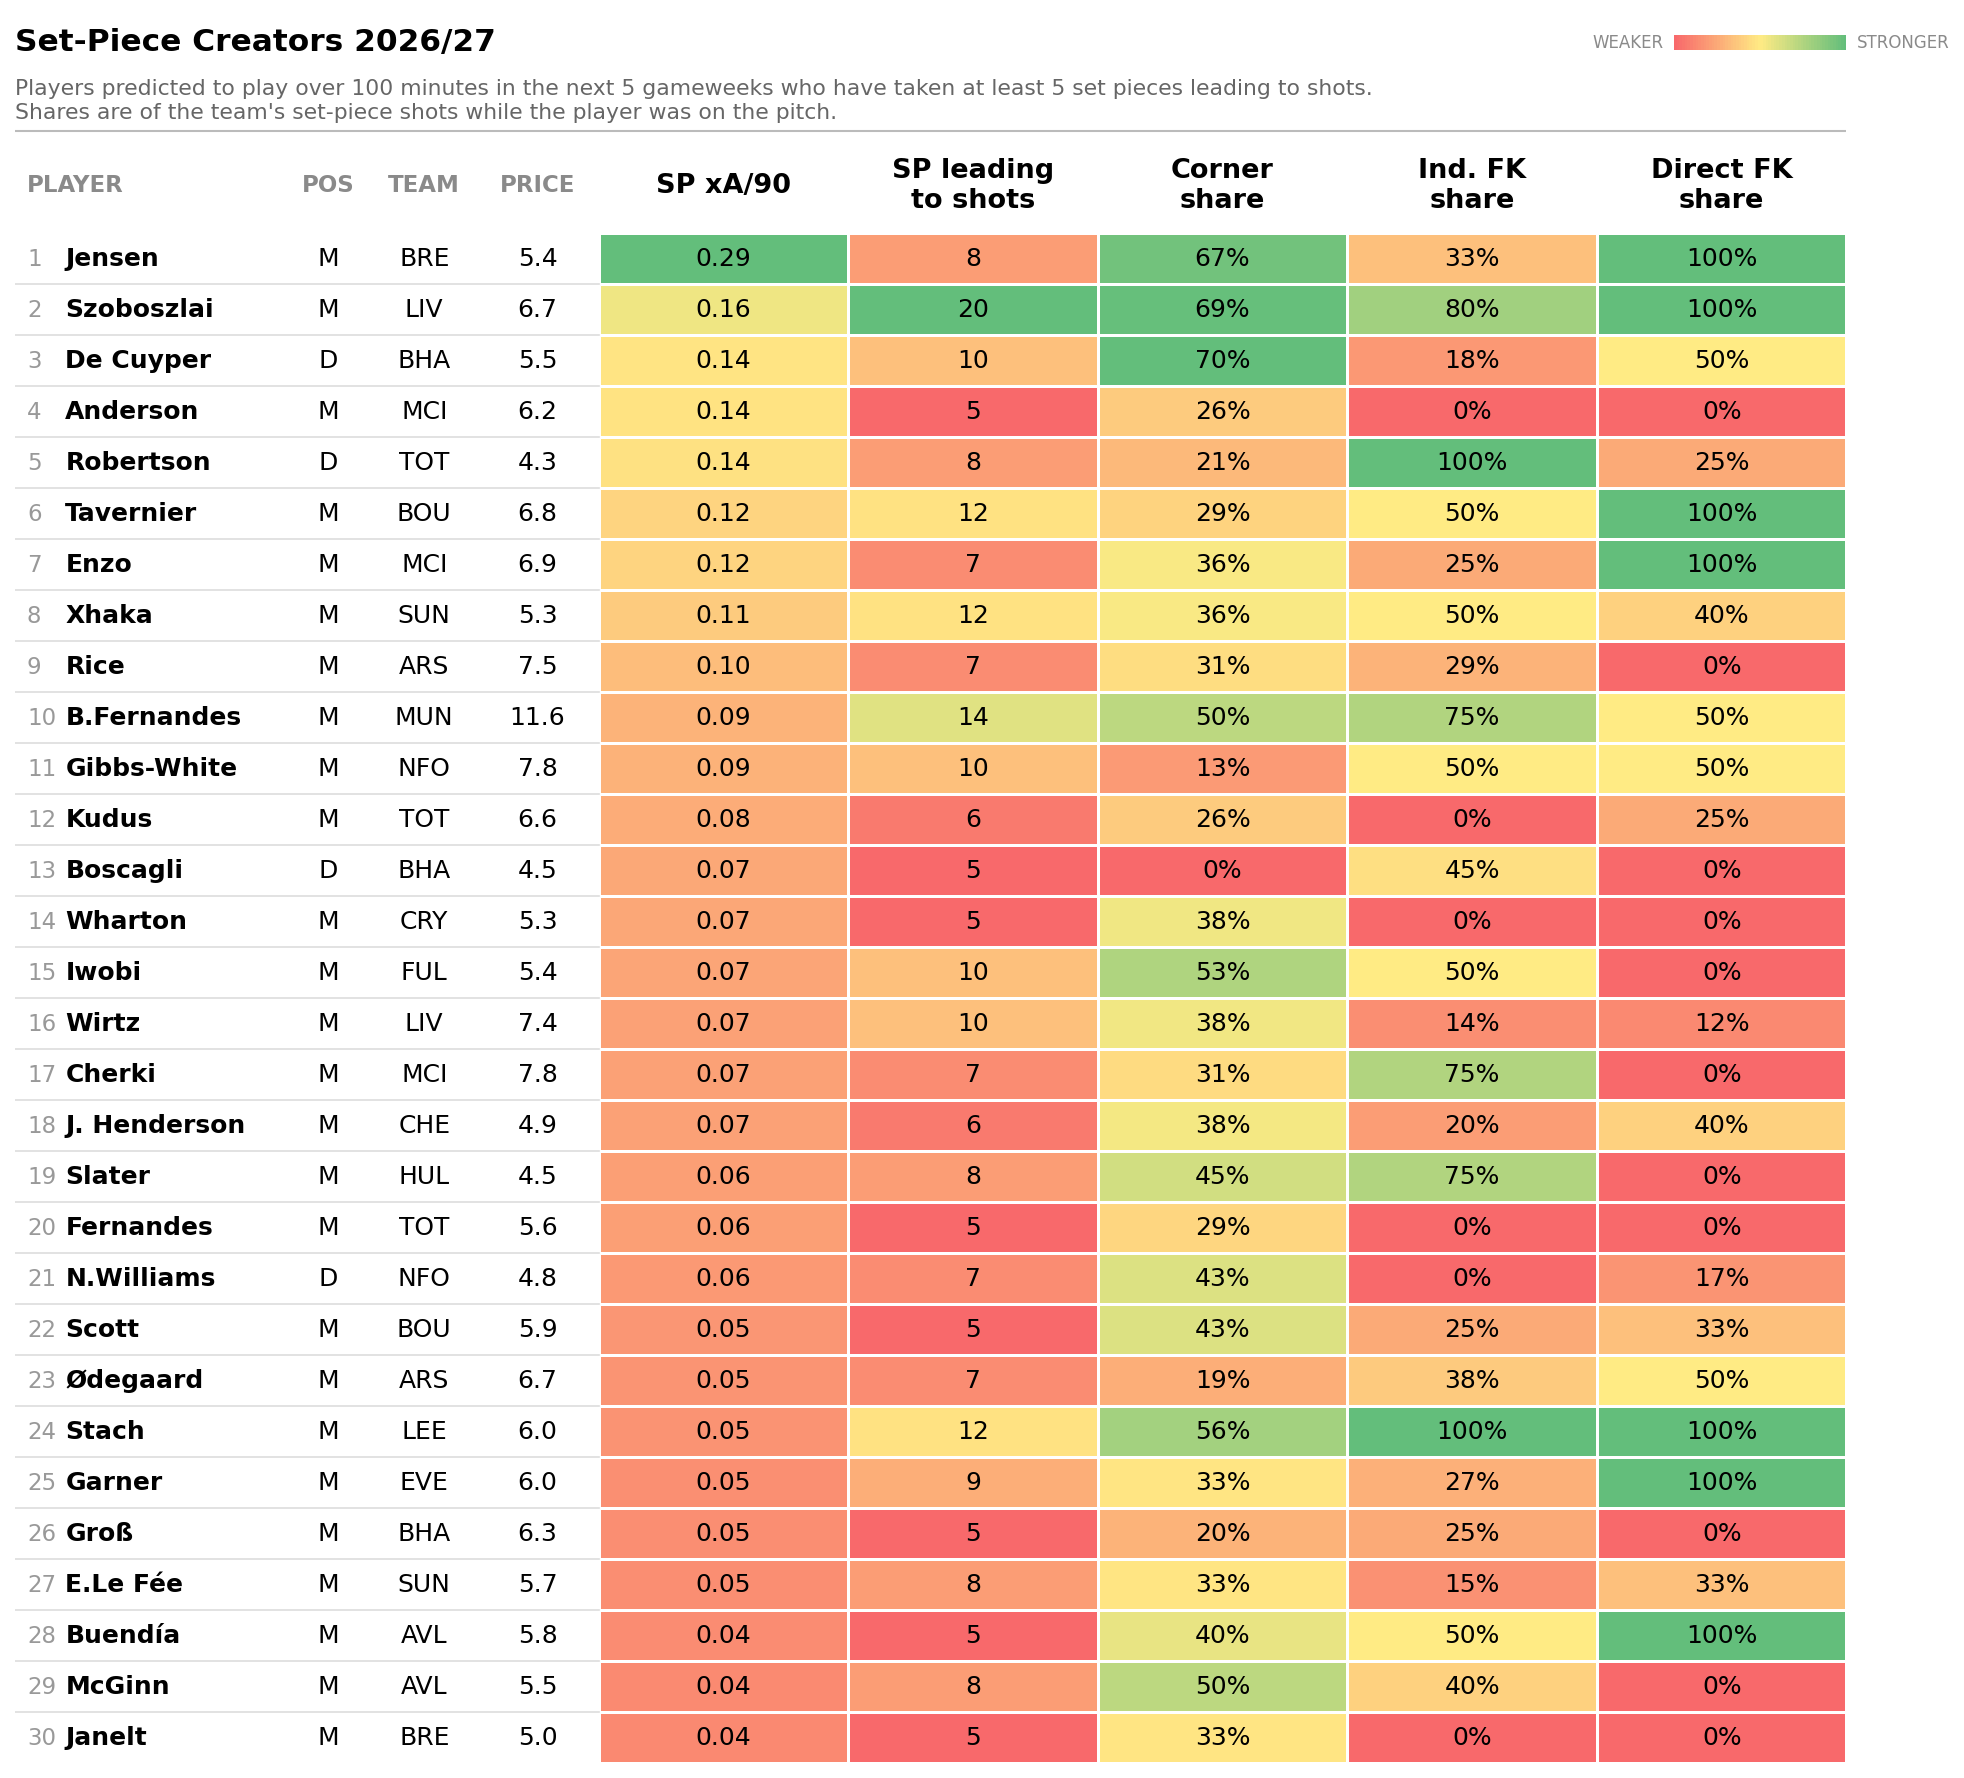 Set-Piece Creators 2026/27
WEAKER STRONGER
Players predicted to play over 100 minutes in the next 5 gameweeks who have taken at least 5 set pieces leading to shots.
Shares are of the team's set-piece shots while the player was on the pitch.
PLAYER POS TEAM PRICE SP xA/90 SP leading to shots Corner share Ind. FK share Direct FK share
1 Jensen M BRE 5.4 0.29 8 67% 33% 100%
2 Szoboszlai M LIV 6.7 0.16 20 69% 80% 100%
3 De Cuyper D BHA 5.5 0.14 10 70% 18% 50%
4 Anderson M MCI 6.2 0.14 5 26% 0% 0%
5 Robertson D TOT 4.3 0.14 8 21% 100% 25%
6 Tavernier M BOU 6.8 0.12 12 29% 50% 100%
7 Enzo M MCI 6.9 0.12 7 36% 25% 100%
8 Xhaka M SUN 5.3 0.11 12 36% 50% 40%
9 Rice M ARS 7.5 0.10 7 31% 29% 0%
10 B.Fernandes M MUN 11.6 0.09 14 50% 75% 50%
11 Gibbs-White M NFO 7.8 0.09 10 13% 50% 50%
12 Kudus M TOT 6.6 0.08 6 26% 0% 25%
13 Boscagli D BHA 4.5 0.07 5 0% 45% 0%
14 Wharton M CRY 5.3 0.07 5 38% 0% 0%
15 Iwobi M FUL 5.4 0.07 10 53% 50% 0%
16 Wirtz M LIV 7.4 0.07 10 38% 14% 12%
17 Cherki M MCI 7.8 0.07 7 31% 75% 0%
18 J. Henderson M CHE 4.9 0.07 6 38% 20% 40%
19 Slater M HUL 4.5 0.06 8 45% 75% 0%
20 Fernandes M TOT 5.6 0.06 5 29% 0% 0%
21 N.Williams D NFO 4.8 0.06 7 43% 0% 17%
22 Scott M BOU 5.9 0.05 5 43% 25% 33%
23 Ødegaard M ARS 6.7 0.05 7 19% 38% 50%
24 Stach M LEE 6.0 0.05 12 56% 100% 100%
25 Garner M EVE 6.0 0.05 9 33% 27% 100%
26 Groß M BHA 6.3 0.05 5 20% 25% 0%
27 E.Le Fée M SUN 5.7 0.05 8 33% 15% 33%
28 Buendía M AVL 5.8 0.04 5 40% 50% 100%
29 McGinn M AVL 5.5 0.04 8 50% 40% 0%
30 Janelt M BRE 5.0 0.04 5 33% 0% 0%